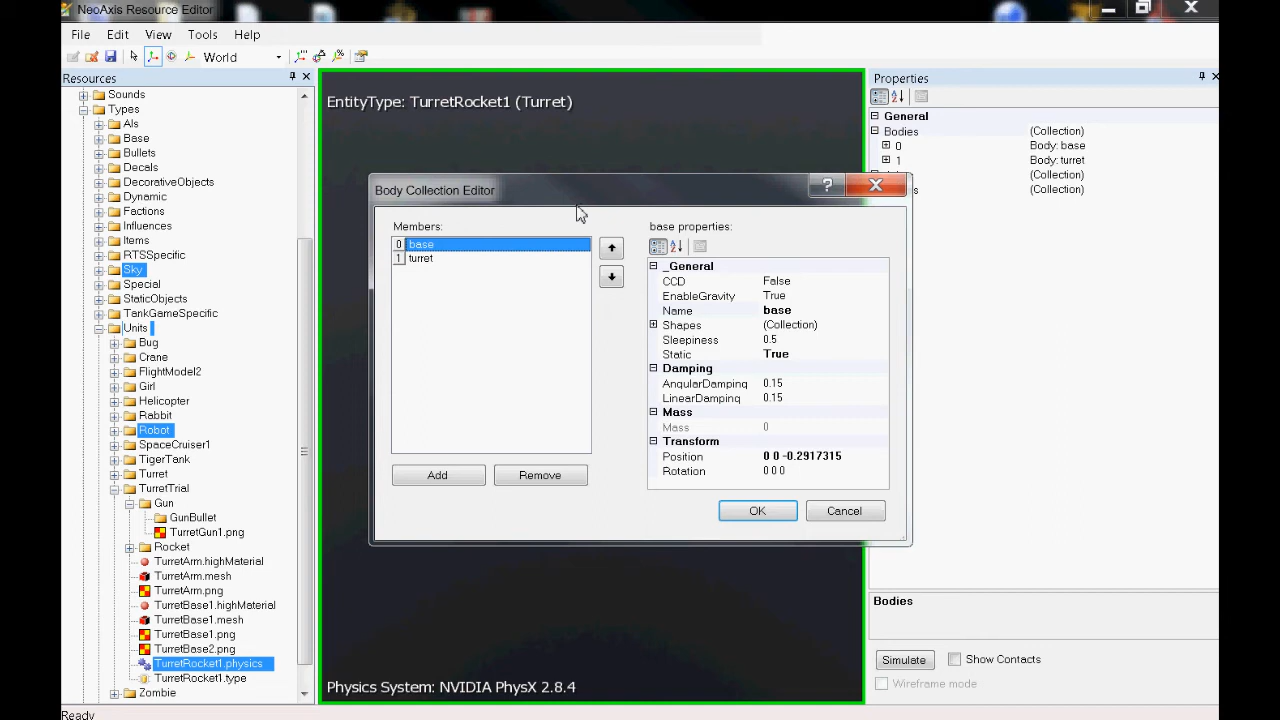 NeoAxis Resource Editor
File Edit View Tools Help
World
Resources
Sounds
Types
AIs
Base
Bullets
Decals
DecorativeObjects
Dynamic
Factions
Influences
Items
RTSSpecific
Sky
Special
StaticObjects
TankGameSpecific
Units
Bug
Crane
FlightModel2
Girl
Helicopter
Rabbit
Robot
SpaceCruiser1
TigerTank
Turret
TurretTrial
Gun
GunBullet
TurretGun1.png
Rocket
TurretArm.highMaterial
TurretArm.mesh
TurretArm.png
TurretBase1.highMaterial
TurretBase1.mesh
TurretBase1.png
TurretBase2.png
TurretRocket1.physics
TurretRocket1.type
Zombie
Ready
EntityType: TurretRocket1 (Turret)
Body Collection Editor
?
Members:
0 base
1 turret
Add Remove
base properties:
_General
CCD False
EnableGravity True
Name base
Shapes (Collection)
Sleepiness 0.5
Static True
Damping
AngularDamping 0.15
LinearDamping 0.15
Mass
Mass 0
Transform
Position 0 0 -0.2917315
Rotation 0 0 0
OK Cancel
Physics System: NVIDIA PhysX 2.8.4
Properties
General
Bodies (Collection)
0 Body: base
1 Body: turret
(Collection)
s (Collection)
Bodies
Simulate Show Contacts
Wireframe mode